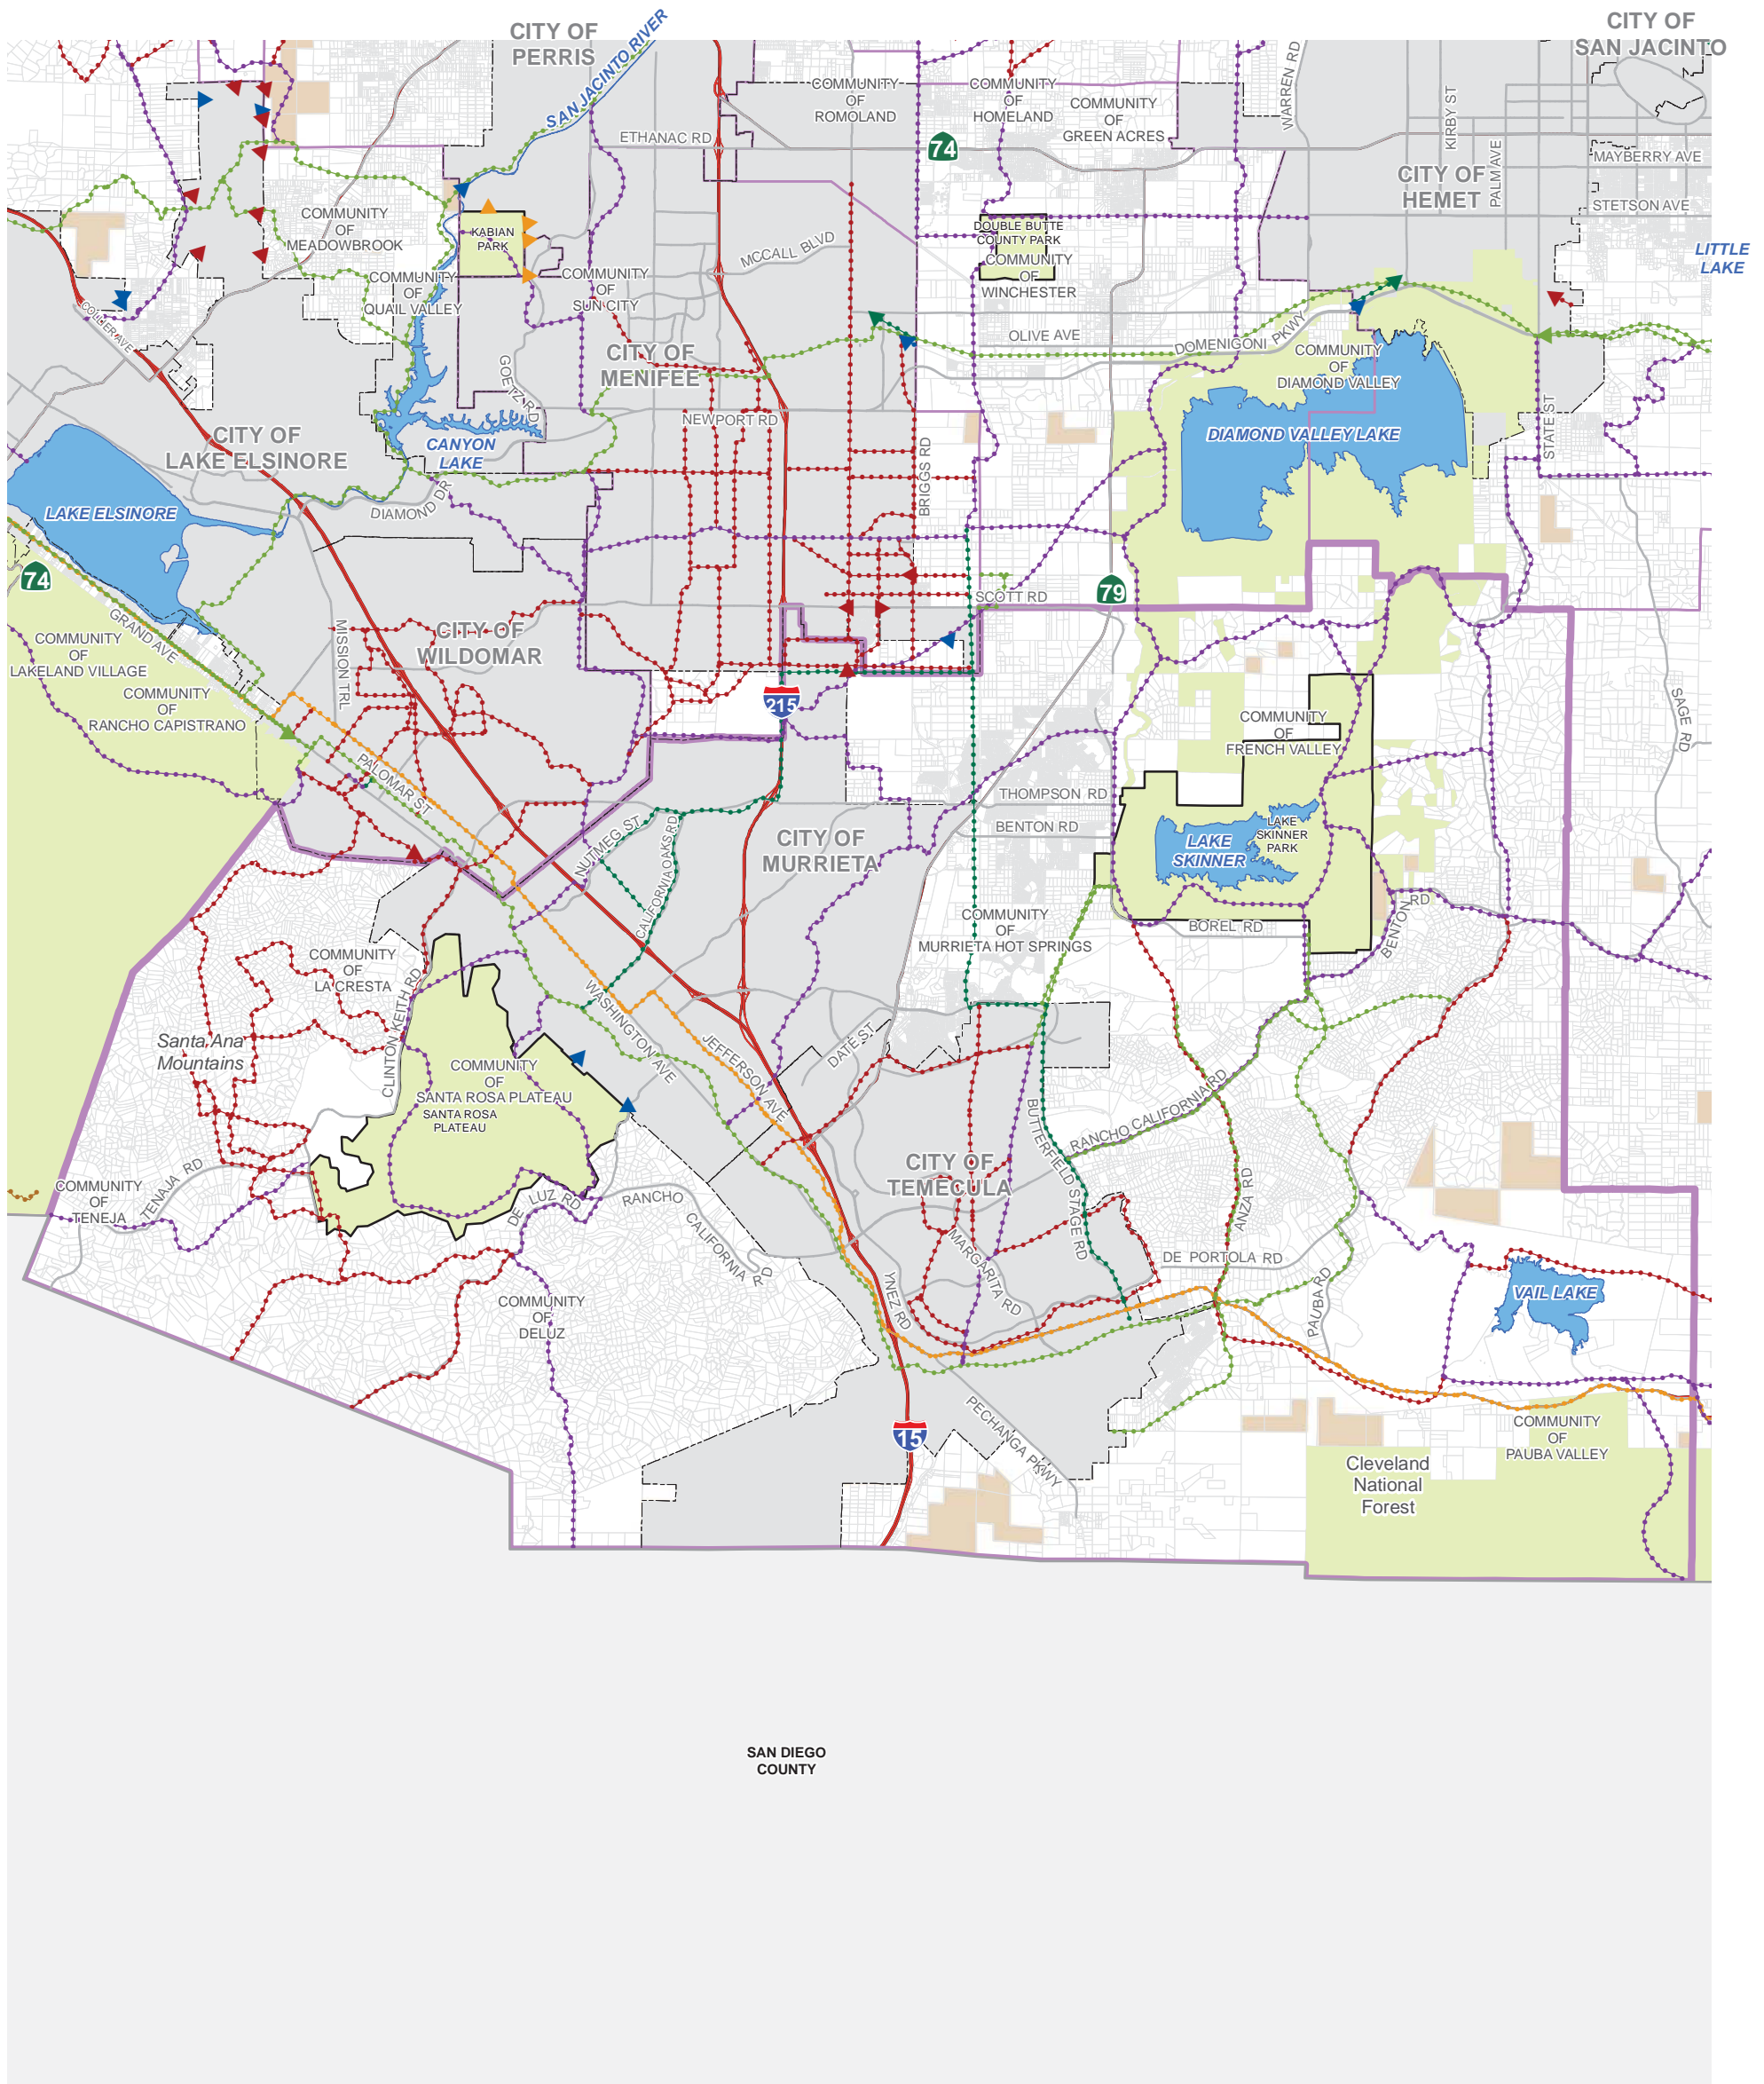 CITY OF
PERRIS
SAN JACINTO RIVER
CITY OF
SAN JACINTO
COMMUNITY
OF
ROMOLAND
COMMUNITY
OF
HOMELAND
COMMUNITY
OF
GREEN ACRES
WARREN RD
KIRBY ST
PALM AVE
ETHANAC RD
74
MAYBERRY AVE
CITY OF
HEMET
STETSON AVE
LITTLE
LAKE
COMMUNITY
OF
MEADOWBROOK
KABIAN
PARK
DOUBLE BUTTE
COUNTY PARK
MCCALL BLVD
COMMUNITY
OF
WINCHESTER
COMMUNITY
OF
QUAIL VALLEY
COMMUNITY
OF
SUN CITY
COLLIER AVE
OLIVE AVE
DOMENIGONI PKWY
COMMUNITY
OF
DIAMOND VALLEY
CITY OF
MENIFEE
GOETZ RD
NEWPORT RD
STATE ST
DIAMOND VALLEY LAKE
CITY OF
LAKE ELSINORE
CANYON
LAKE
BRIGGS RD
LAKE ELSINORE
DIAMOND DR
74
79
SCOTT RD
GRAND AVE
MISSION TRL
COMMUNITY
OF
LAKELAND VILLAGE
CITY OF
WILDOMAR
COMMUNITY
OF
RANCHO CAPISTRANO
215
SAGE RD
COMMUNITY
OF
FRENCH VALLEY
PALOMAR ST
THOMPSON RD
BENTON RD
NUTMEG ST
CALIFORNIA OAKS RD
CITY OF
MURRIETA
LAKE
SKINNER
LAKE
SKINNER
PARK
COMMUNITY
OF
MURRIETA HOT SPRINGS
BOREL RD
BENTON RD
COMMUNITY
OF
LA CRESTA
CLINTON KEITH RD
WASHINGTON AVE
JEFFERSON AVE
DATE ST
Santa Ana
Mountains
COMMUNITY
OF
SANTA ROSA PLATEAU
SANTA ROSA
PLATEAU
BUTTERFIELD STAGE RD
RANCHO CALIFORNIA RD
CITY OF
TEMECULA
ANZA RD
COMMUNITY
OF
TENEJA
TENAJA RD
DE LUZ RD
RANCHO CALIFORNIA RD
MARGARITA RD
DE PORTOLA RD
YNEZ RD
PAUBA RD
VAIL LAKE
COMMUNITY
OF
DELUZ
15
PECHANGA PKWY
COMMUNITY
OF
PAUBA VALLEY
Cleveland
National
Forest
SAN DIEGO
COUNTY